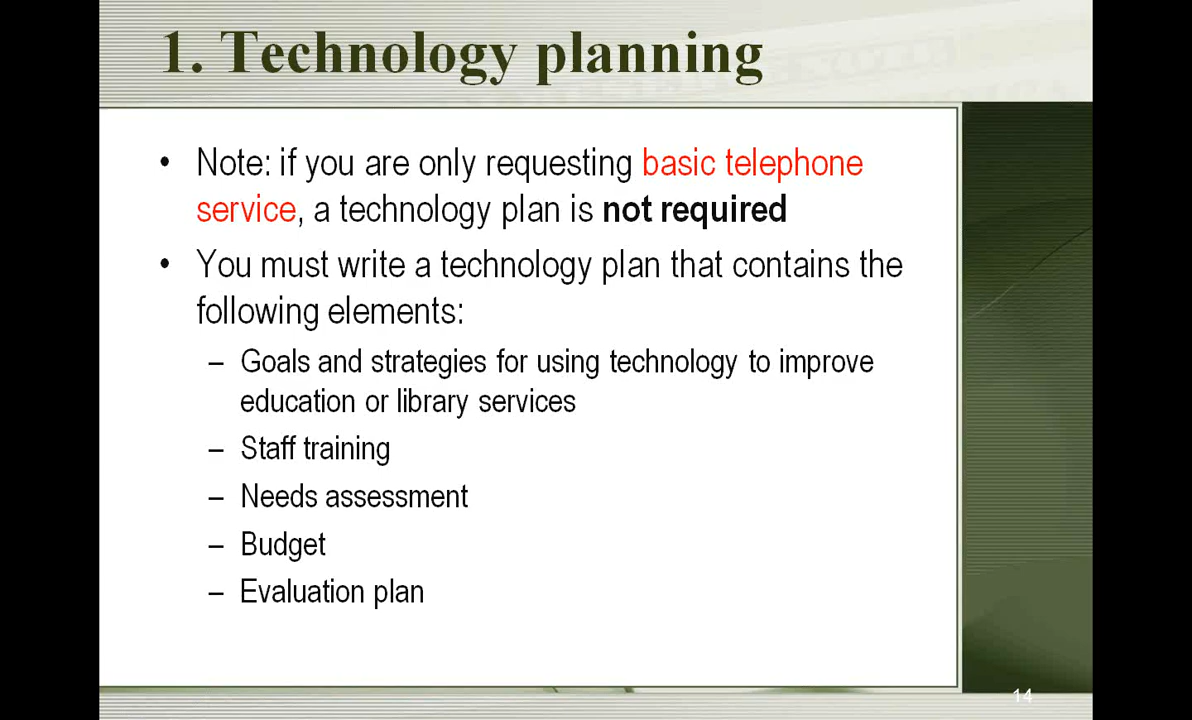 1. Technology planning
• Note: if you are only requesting basic telephone
service, a technology plan is not required
• You must write a technology plan that contains the
following elements:
– Goals and strategies for using technology to improve
education or library services
– Staff training
– Needs assessment
– Budget
– Evaluation plan
14